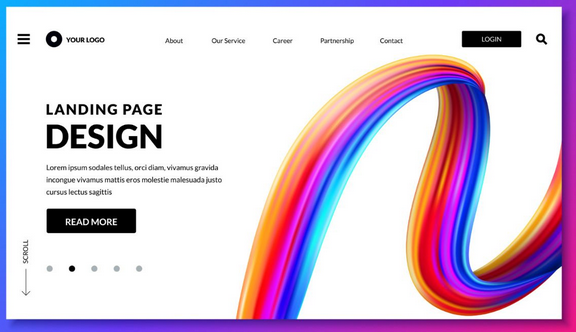 YOUR LOGO
About
Our Service
Career
Partnership
Contact
LOGIN
LANDING PAGE
DESIGN
Lorem ipsum sodales tellus, orci diam, vivamus gravida
incongue vivamus mattis eros molestie malesuada justo
cursus lectus sagittis
READ MORE
SCROLL